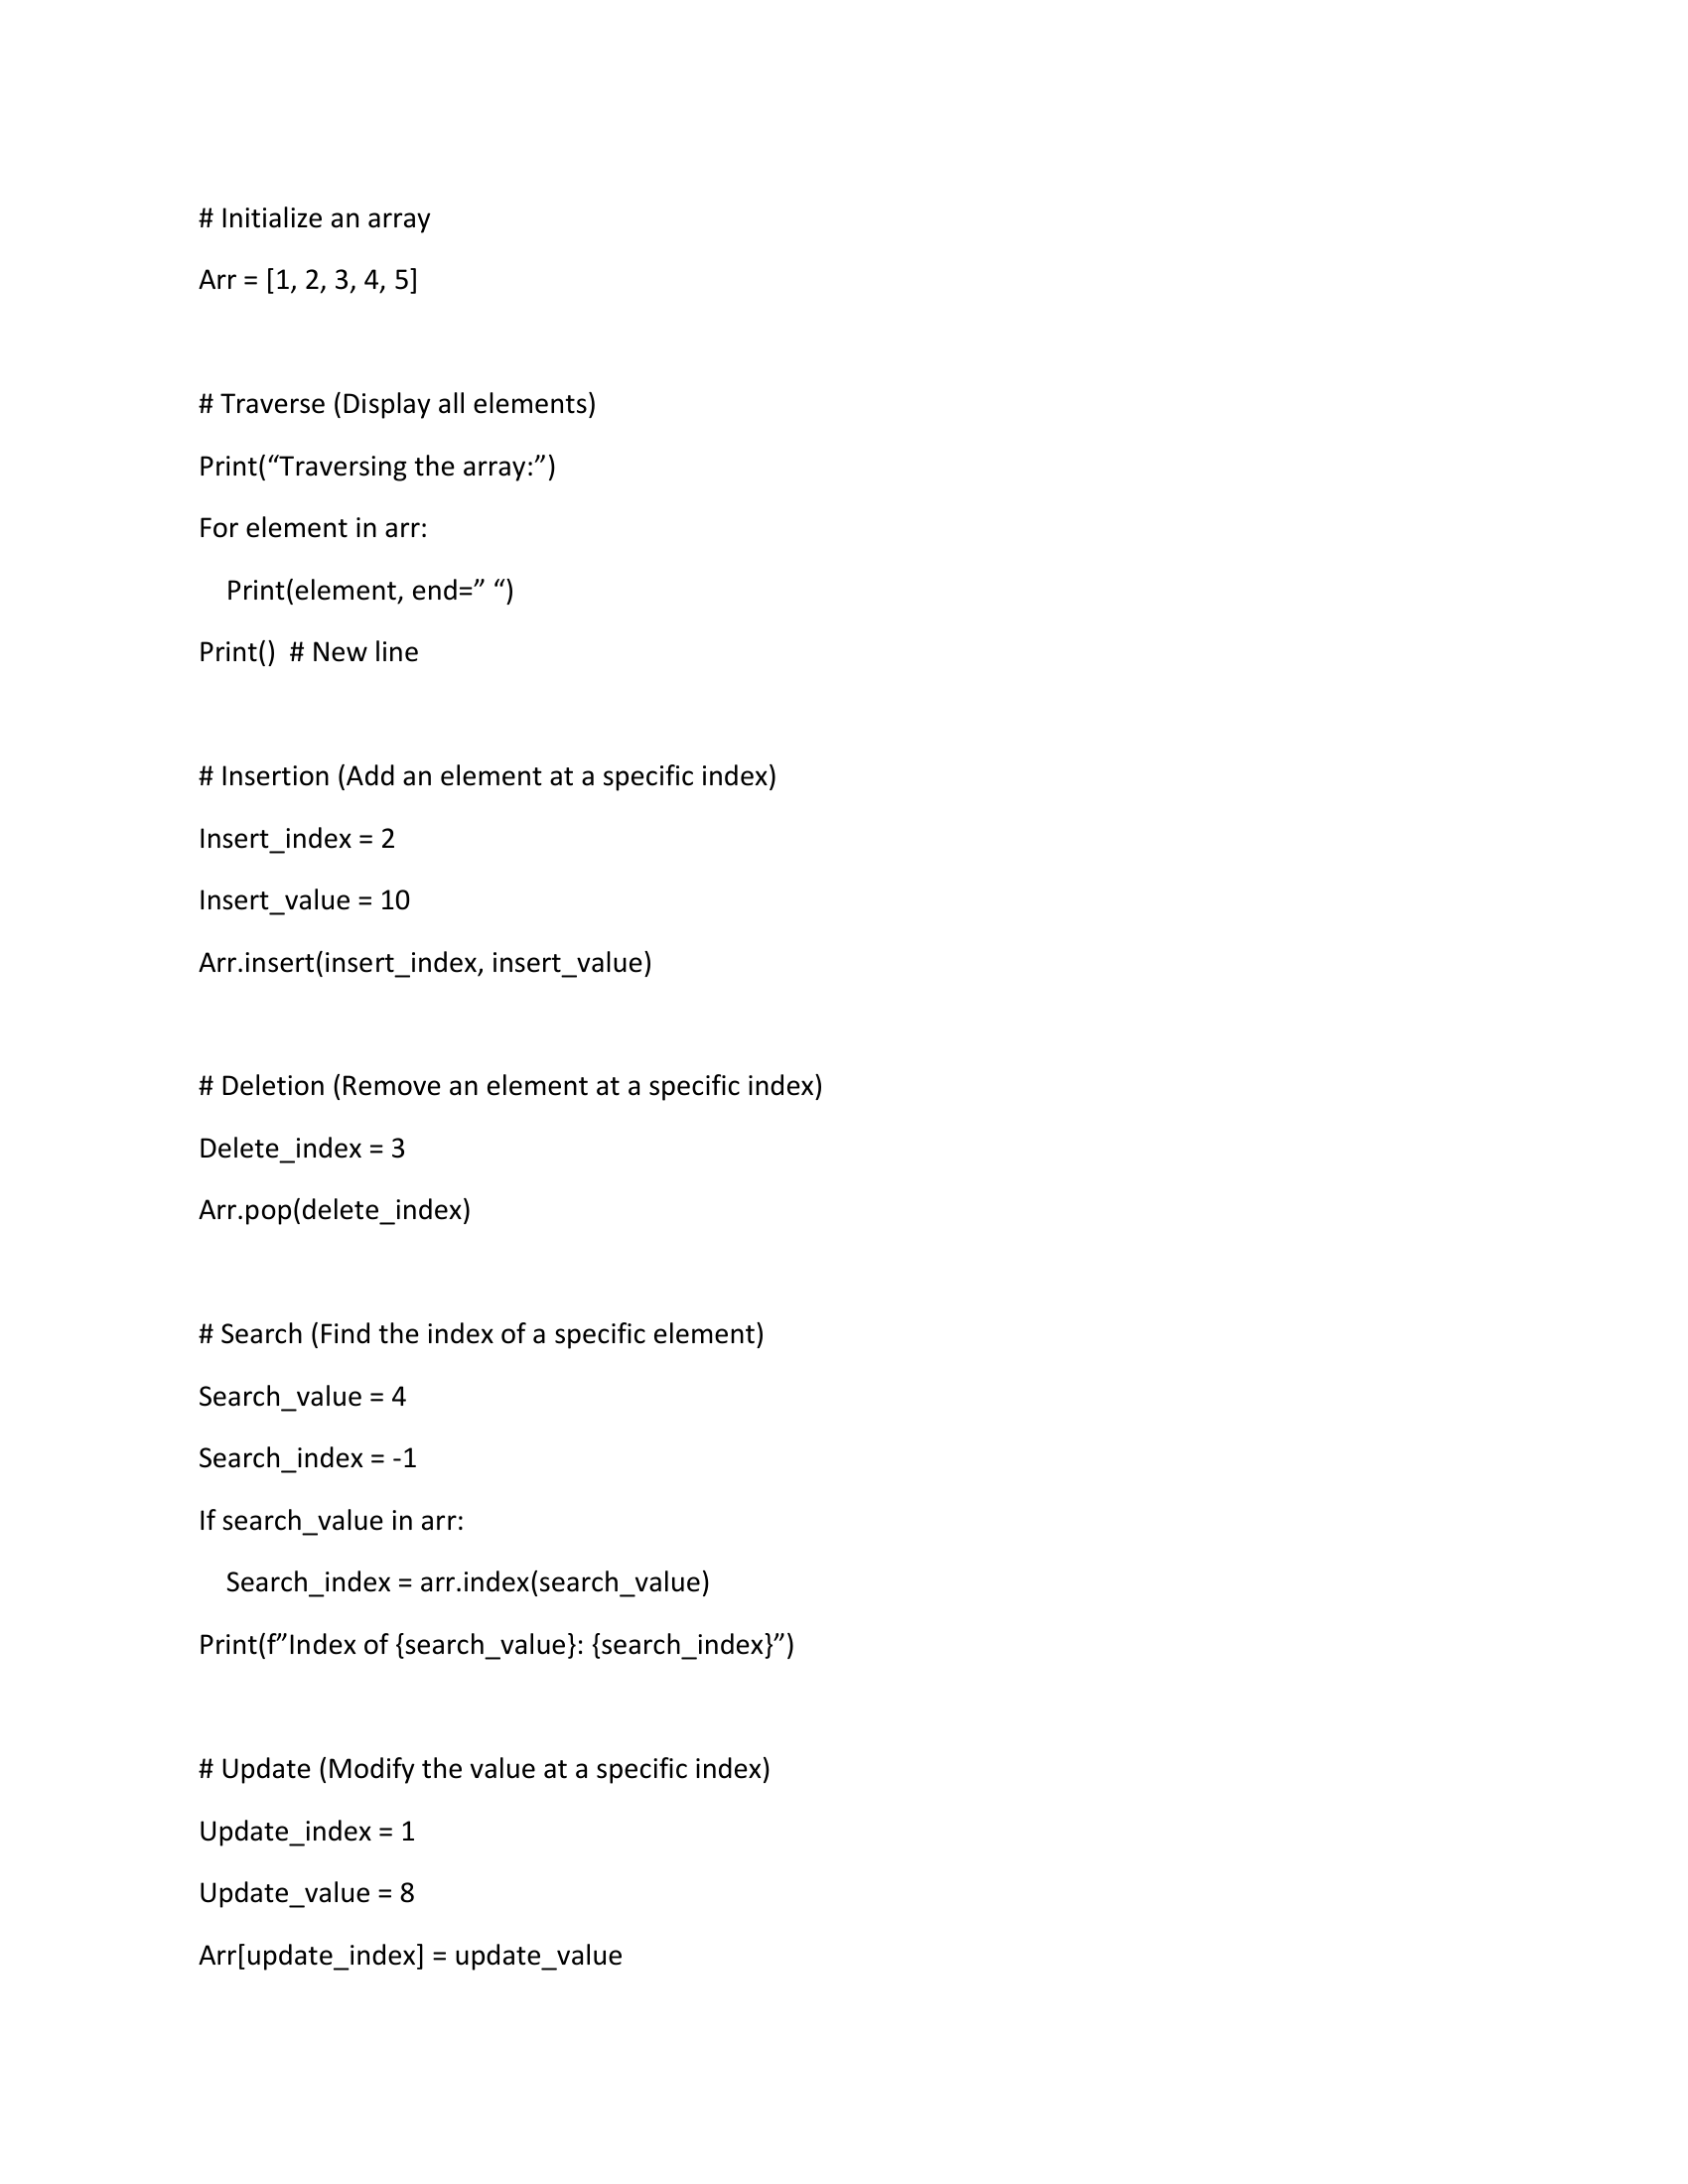 # Initialize an array
Arr = [1, 2, 3, 4, 5]
# Traverse (Display all elements)
Print(“Traversing the array:”)
For element in arr:
    Print(element, end=” “)
Print()  # New line
# Insertion (Add an element at a specific index)
Insert_index = 2
Insert_value = 10
Arr.insert(insert_index, insert_value)
# Deletion (Remove an element at a specific index)
Delete_index = 3
Arr.pop(delete_index)
# Search (Find the index of a specific element)
Search_value = 4
Search_index = -1
If search_value in arr:
    Search_index = arr.index(search_value)
Print(f”Index of {search_value}: {search_index}”)
# Update (Modify the value at a specific index)
Update_index = 1
Update_value = 8
Arr[update_index] = update_value